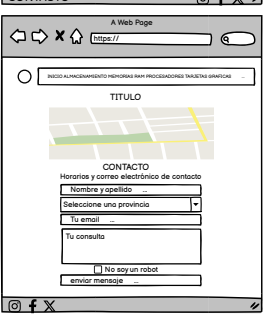 CONTACTO
A Web Page
https://
INICIO ALMACENAMIENTO MEMORIAS RAM PROCESADORES TARJETAS GRAFICAS ...
TITULO
CONTACTO
Horarios y correo electrónico de contacto
Nombre y apellido ...
Seleccione una provincia
Tu email ...
Tu consulta
No soy un robot
enviar mensaje ...